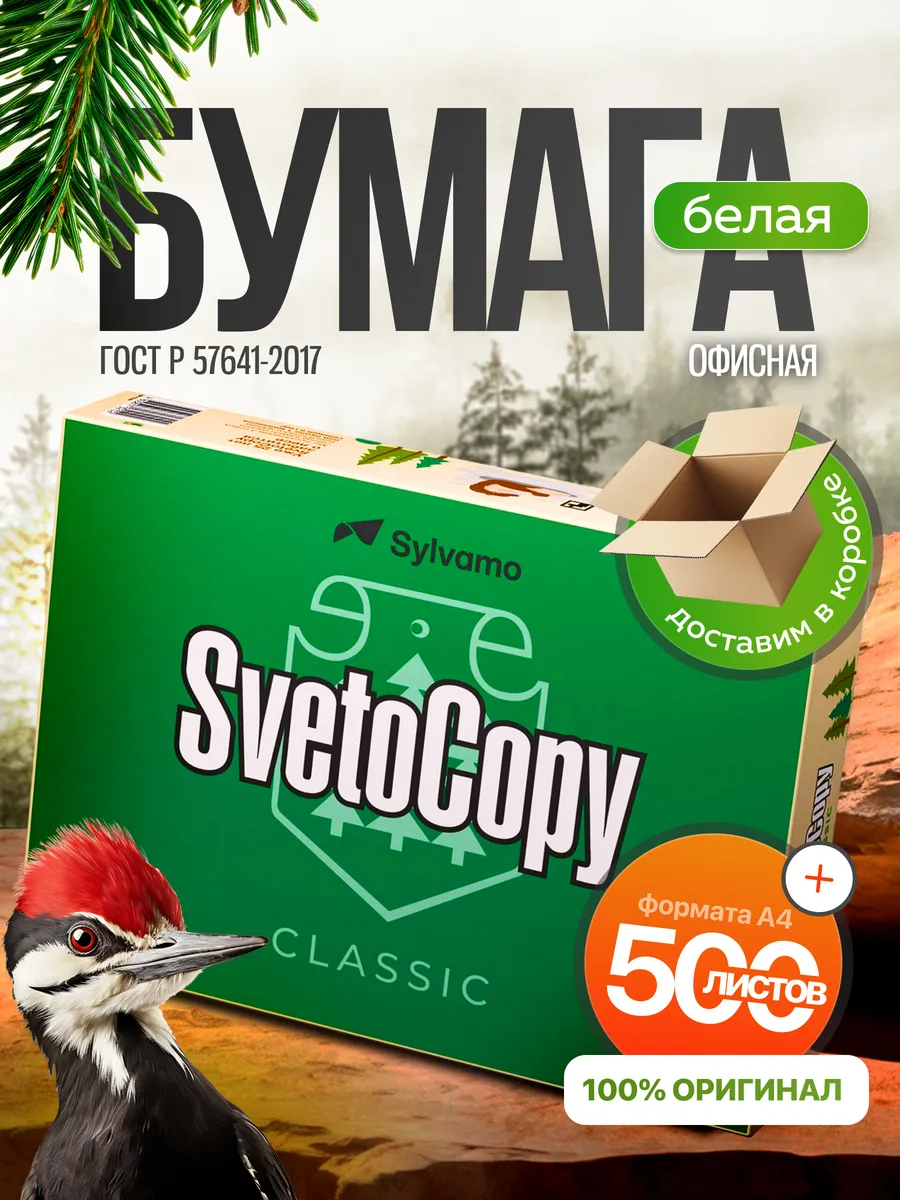 БУМАГА
белая
ГОСТ Р 57641-2017
ОФИСНАЯ
Sylvamo
SvetoCopy
CLASSIC
доставим в коробке
формата А4
500
листов
+
100% ОРИГИНАЛ